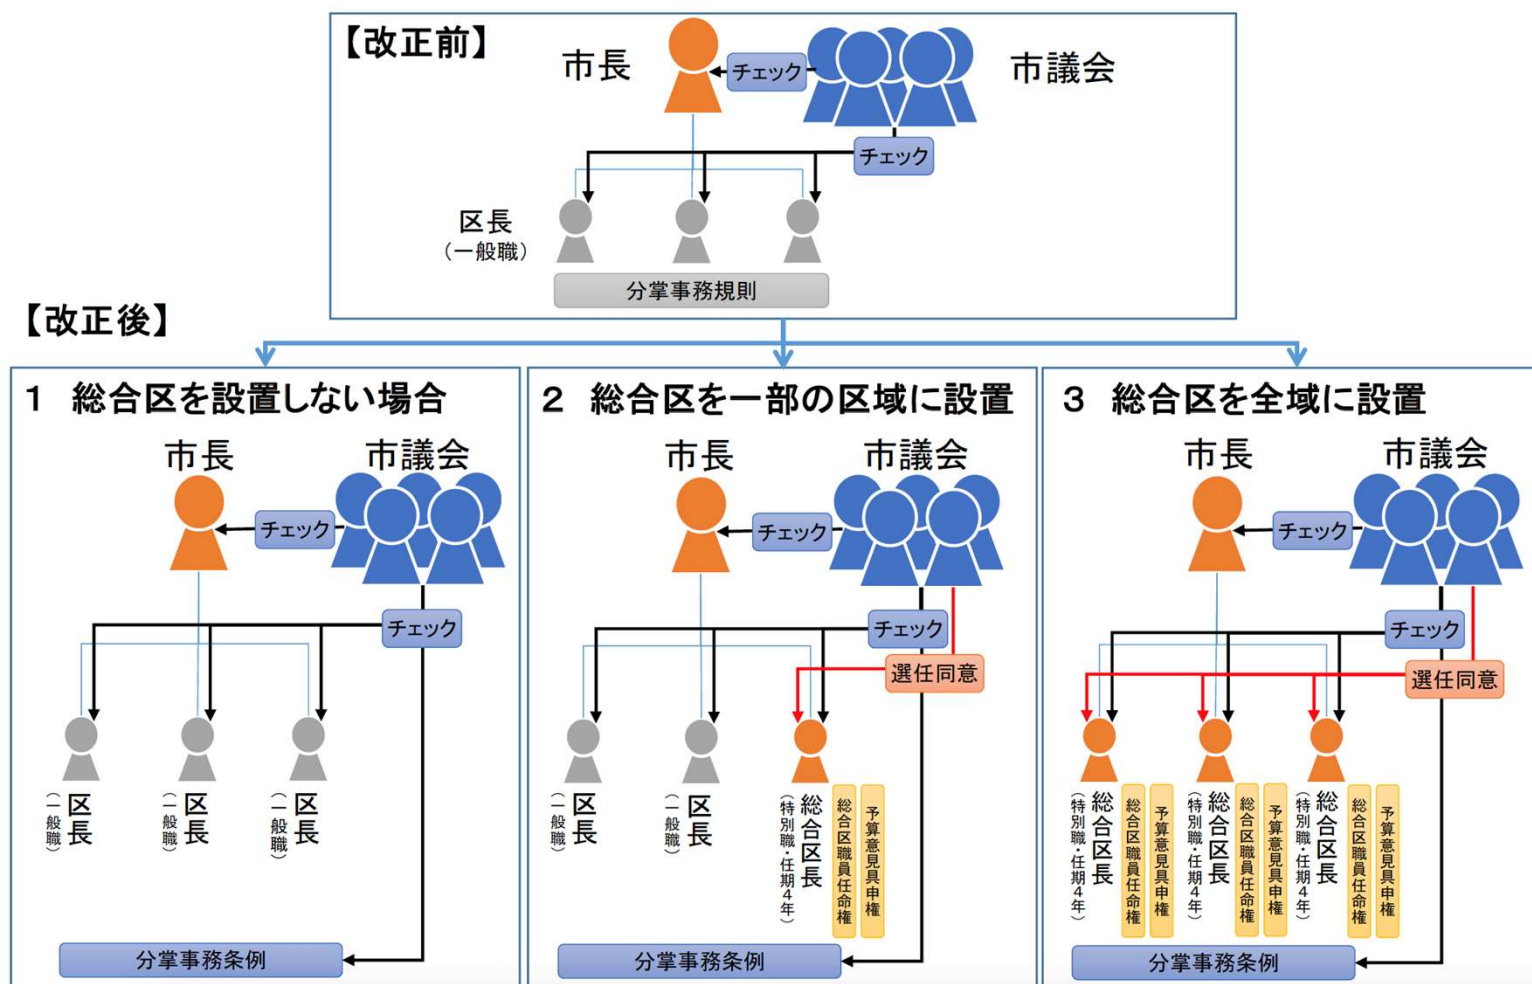 【改正前】
市長
チェック
市議会
チェック
区長
（一般職）
分掌事務規則
【改正後】
１　総合区を設置しない場合
市長
市議会
チェック
チェック
区長
（一般職）
区長
（一般職）
区長
（一般職）
分掌事務条例
２　総合区を一部の区域に設置
市長
市議会
チェック
チェック
選任同意
区長
（一般職）
区長
（一般職）
総合区長
（特別職・任期４年）
総合区職員任命権
予算意見具申権
分掌事務条例
３　総合区を全域に設置
市長
市議会
チェック
チェック
選任同意
総合区長
（特別職・任期４年）
総合区職員任命権
予算意見具申権
総合区長
（特別職・任期４年）
総合区職員任命権
予算意見具申権
総合区長
（特別職・任期４年）
総合区職員任命権
予算意見具申権
分掌事務条例